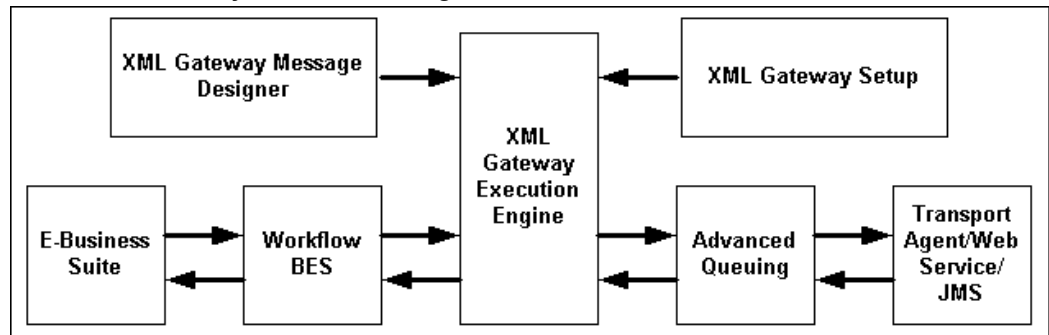 XML Gateway Message
Designer
XML Gateway Setup
XML
Gateway
Execution
Engine
E-Business
Suite
Workflow
BES
Advanced
Queuing
Transport
Agent/Web
Service/
JMS